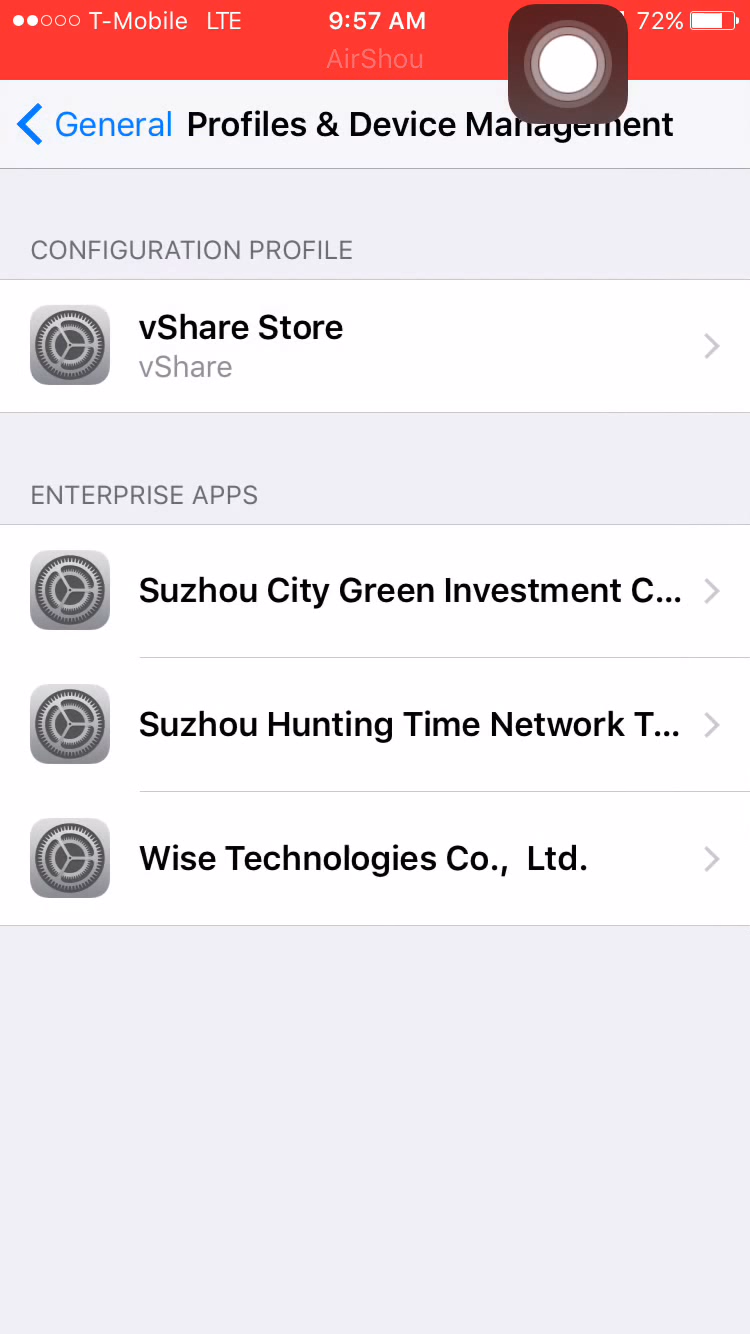 T-Mobile LTE 9:57 AM 72%
AirShou
General Profiles & Device Management
CONFIGURATION PROFILE
vShare Store
vShare
ENTERPRISE APPS
Suzhou City Green Investment C...
Suzhou Hunting Time Network T...
Wise Technologies Co.,  Ltd.